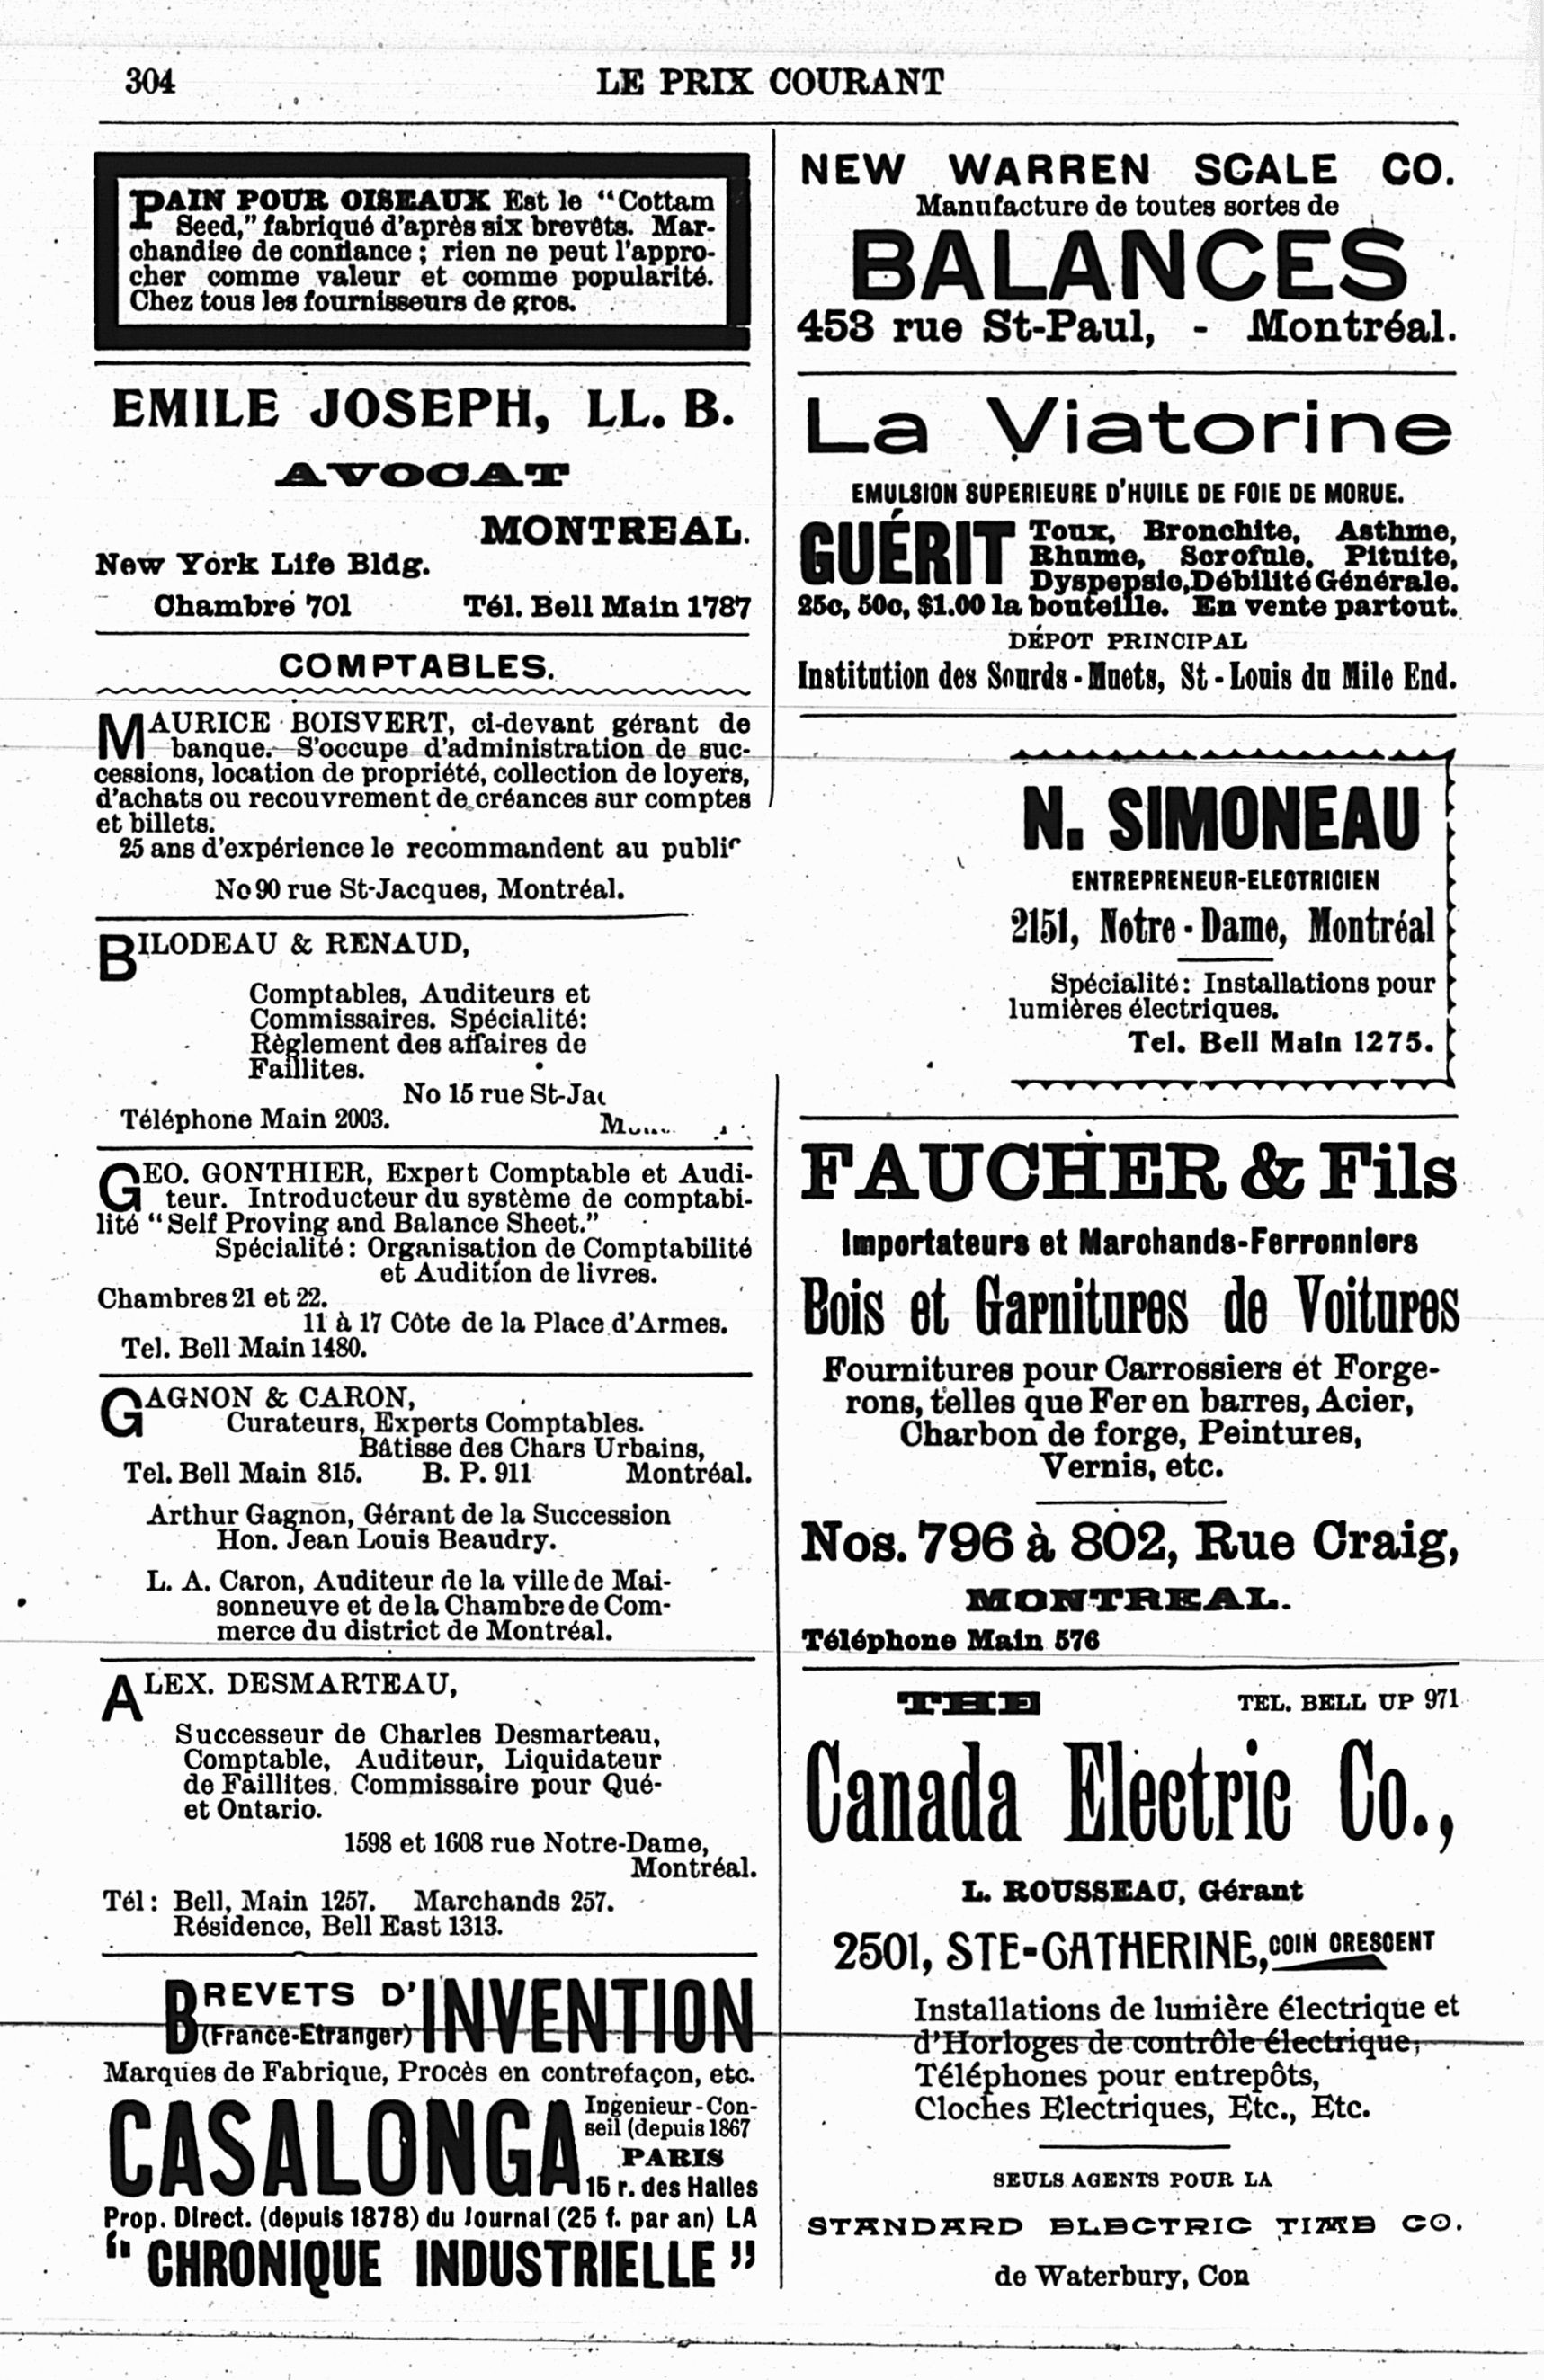 304
LE PRIX COURANT
PAIN POUR OISEAUX Est le "Cottam
Seed," fabriqué d'après six brevêts. Mar-
chandise de confiance ; rien ne peut l'appro-
cher comme valeur et comme popularité.
Chez tous les fournisseurs de gros.
EMILE JOSEPH, LL. B.
AVOCAT
MONTREAL.
New York Life Bldg.
Chambre 701 Tél. Bell Main 1787
COMPTABLES.
MAURICE BOISVERT, ci-devant gérant de
banque. S'occupe d'administration de suc-
cessions, location de propriété, collection de loyers,
d'achats ou recouvrement de créances sur comptes
et billets.
25 ans d'expérience le recommandent au public
No 90 rue St-Jacques, Montréal.
BILODEAU & RENAUD,
Comptables, Auditeurs et
Commissaires. Spécialité:
Règlement des affaires de
Faillites.
No 15 rue St-Jac
Téléphone Main 2003.
GEO. GONTHIER, Expert Comptable et Audi-
teur. Introducteur du système de comptabi-
lité "Self Proving and Balance Sheet."
Spécialité : Organisation de Comptabilité
et Audition de livres.
Chambres 21 et 22.
11 à 17 Côte de la Place d'Armes.
Tel. Bell Main 1480.
GAGNON & CARON,
Curateurs, Experts Comptables.
Bâtisse des Chars Urbains,
Tel. Bell Main 815. B. P. 911 Montréal.
Arthur Gagnon, Gérant de la Succession
Hon. Jean Louis Beaudry.
L. A. Caron, Auditeur de la ville de Mai-
sonneuve et de la Chambre de Com-
merce du district de Montréal.
ALEX. DESMARTEAU,
Successeur de Charles Desmarteau,
Comptable, Auditeur, Liquidateur
de Faillites. Commissaire pour Qué-
et Ontario.
1598 et 1608 rue Notre-Dame,
Montréal.
Tél : Bell, Main 1257. Marchands 257.
Résidence, Bell East 1313.
BREVETS D'INVENTION
(France-Etranger)
Marques de Fabrique, Procès en contrefaçon, etc.
CASALONGA
Ingenieur-Con-
seil (depuis 1867
PARIS
15 r. des Halles
Prop. Direct. (depuis 1878) du Journal (25 f. par an) LA
" CHRONIQUE INDUSTRIELLE "
NEW WARREN SCALE CO.
Manufacture de toutes sortes de
BALANCES
453 rue St-Paul, - Montréal.
La Viatorine
EMULSION SUPERIEURE D'HUILE DE FOIE DE MORUE.
GUÉRIT Toux, Bronchite, Asthme,
Rhume, Scrofule, Pituite,
Dyspepsie, Débilité Générale.
25c, 50c, $1.00 la bouteille. En vente partout.
DÉPOT PRINCIPAL
Institution des Sourds-Muets, St-Louis du Mile End.
N. SIMONEAU
ENTREPRENEUR-ELECTRICIEN
2151, Notre-Dame, Montréal
Spécialité : Installations pour
lumières électriques.
Tel. Bell Main 1275.
FAUCHER & Fils
Importateurs et Marchands-Ferronniers
Bois et Garnitures de Voitures
Fournitures pour Carrossiers et Forge-
rons, telles que Fer en barres, Acier,
Charbon de forge, Peintures,
Vernis, etc.
Nos. 796 à 802, Rue Craig,
MONTREAL.
Téléphone Main 576
THE TEL. BELL UP 971
Canada Electric Co.,
L. ROUSSEAU, Gérant
2501, STE-CATHERINE, COIN CRESCENT
Installations de lumière électrique et
d'Horloges de contrôle électrique,
Téléphones pour entrepôts,
Cloches Electriques, Etc., Etc.
SEULS AGENTS POUR LA
STANDARD ELECTRIC TIME CO.
de Waterbury, Con